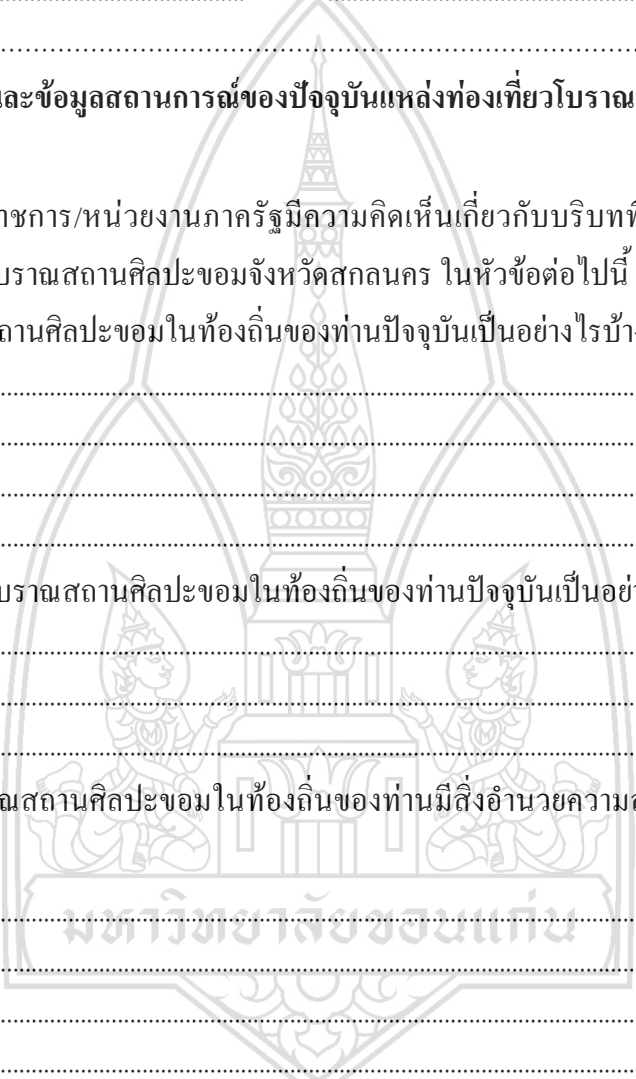 ละข้อมูลสถานการณ์ของปัจจุบันแหล่งท่องเที่ยวโบราณ
าชการ/หน่วยงานภาครัฐมีความคิดเห็นเกี่ยวกับบริบทที
บราณสถานศิลปะขอมจังหวัดสกลนคร ในหัวข้อต่อไปนี้
ถานศิลปะขอมในท้องถิ่นของท่านปัจจุบันเป็นอย่างไรบ้าง
บราณสถานศิลปะขอมในท้องถิ่นของท่านปัจจุบันเป็นอย่า
ณสถานศิลปะขอมในท้องถิ่นของท่านมีสิ่งอำนวยความส
มหาวิทยาลัยขอนแก่น